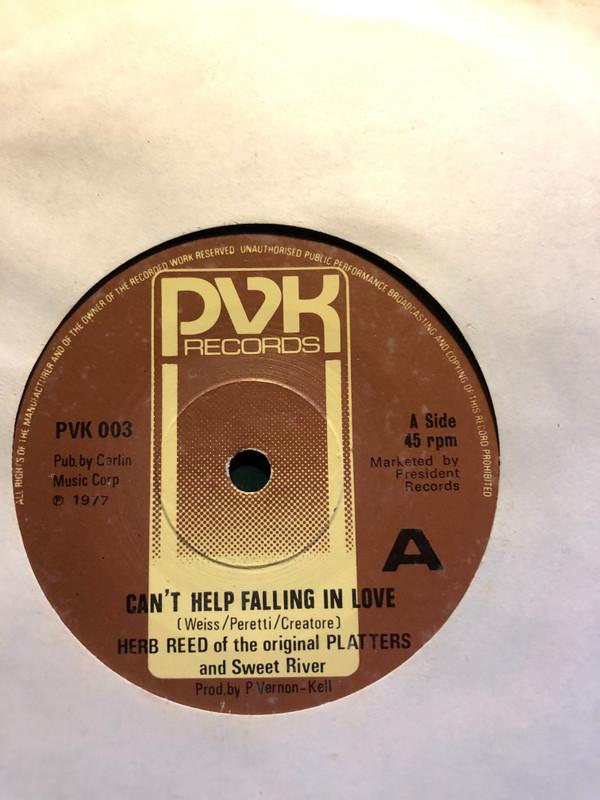 ALL RIGHTS OF THE MANUFACTURER AND OF THE OWNER OF THE RECORDED WORK RESERVED · UNAUTHORISED PUBLIC PERFORMANCE BROADCASTING AND COPYING OF THIS RECORD PROHIBITED
PVK
RECORDS
PVK 003
Pub. by Carlin
Music Corp
℗ 1977
A Side
45 rpm
Marketed by
President
Records
A
CAN'T HELP FALLING IN LOVE
(Weiss/Peretti/Creatore)
HERB REED of the original PLATTERS
and Sweet River
Prod. by P Vernon-Kell